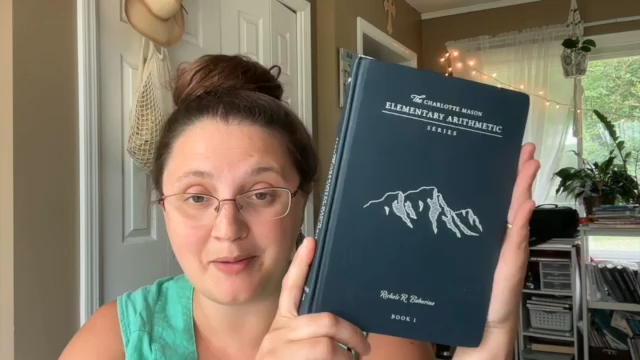 The CHARLOTTE MASON
ELEMENTARY ARITHMETIC
SERIES
Richele R. Baburina
BOOK 1